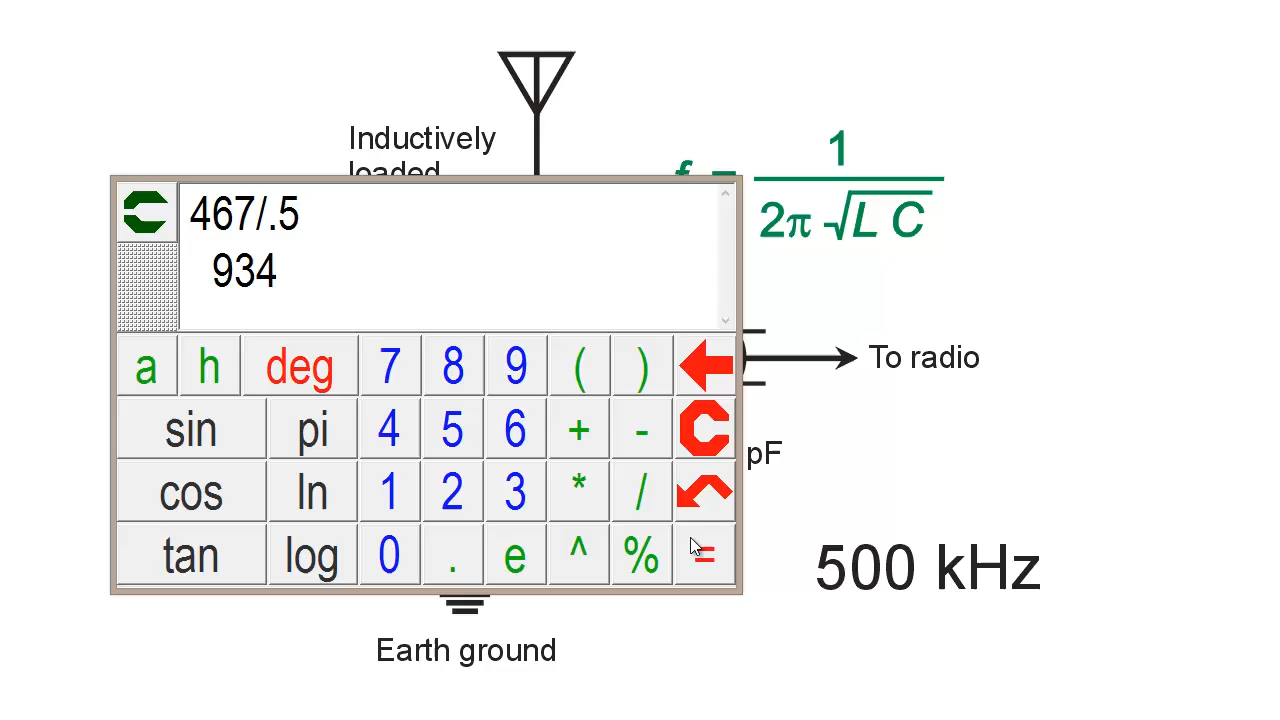 Inductively
loaded
f = 1
2π √L C
467/.5
934
a h deg 7 8 9 ( )
sin pi 4 5 6 + -
cos ln 1 2 3 * /
tan log 0 . e ^ % =
To radio
pF
500 kHz
Earth ground